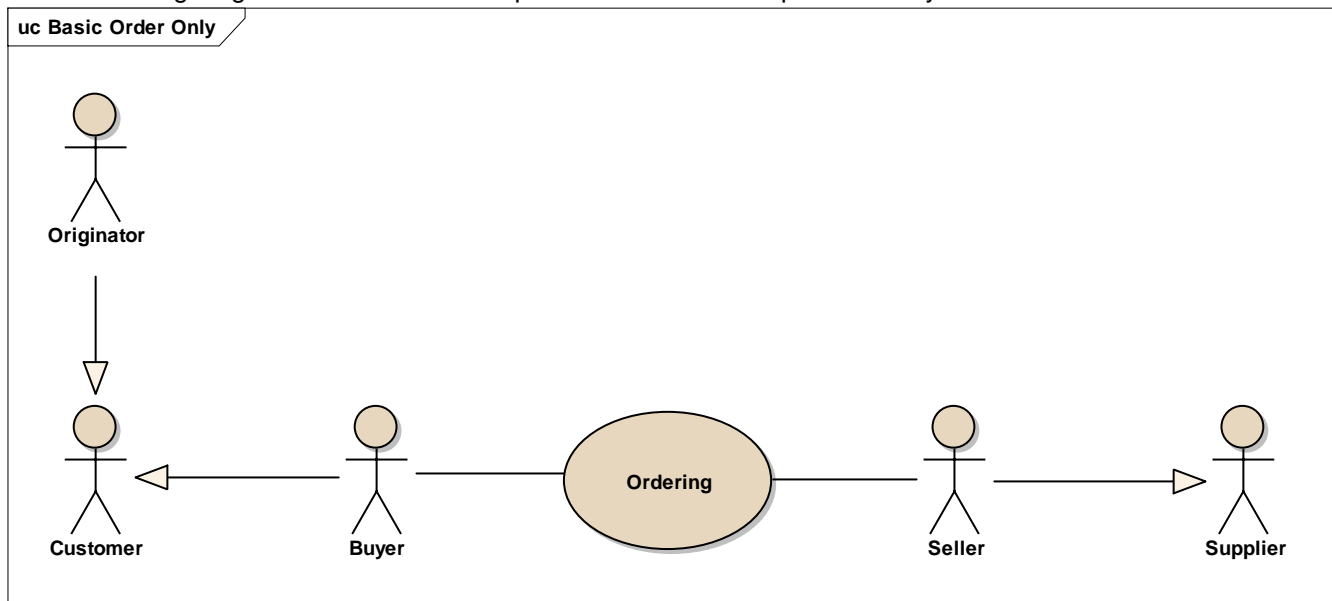 uc Basic Order Only
Originator
Ordering
Customer
Buyer
Seller
Supplier